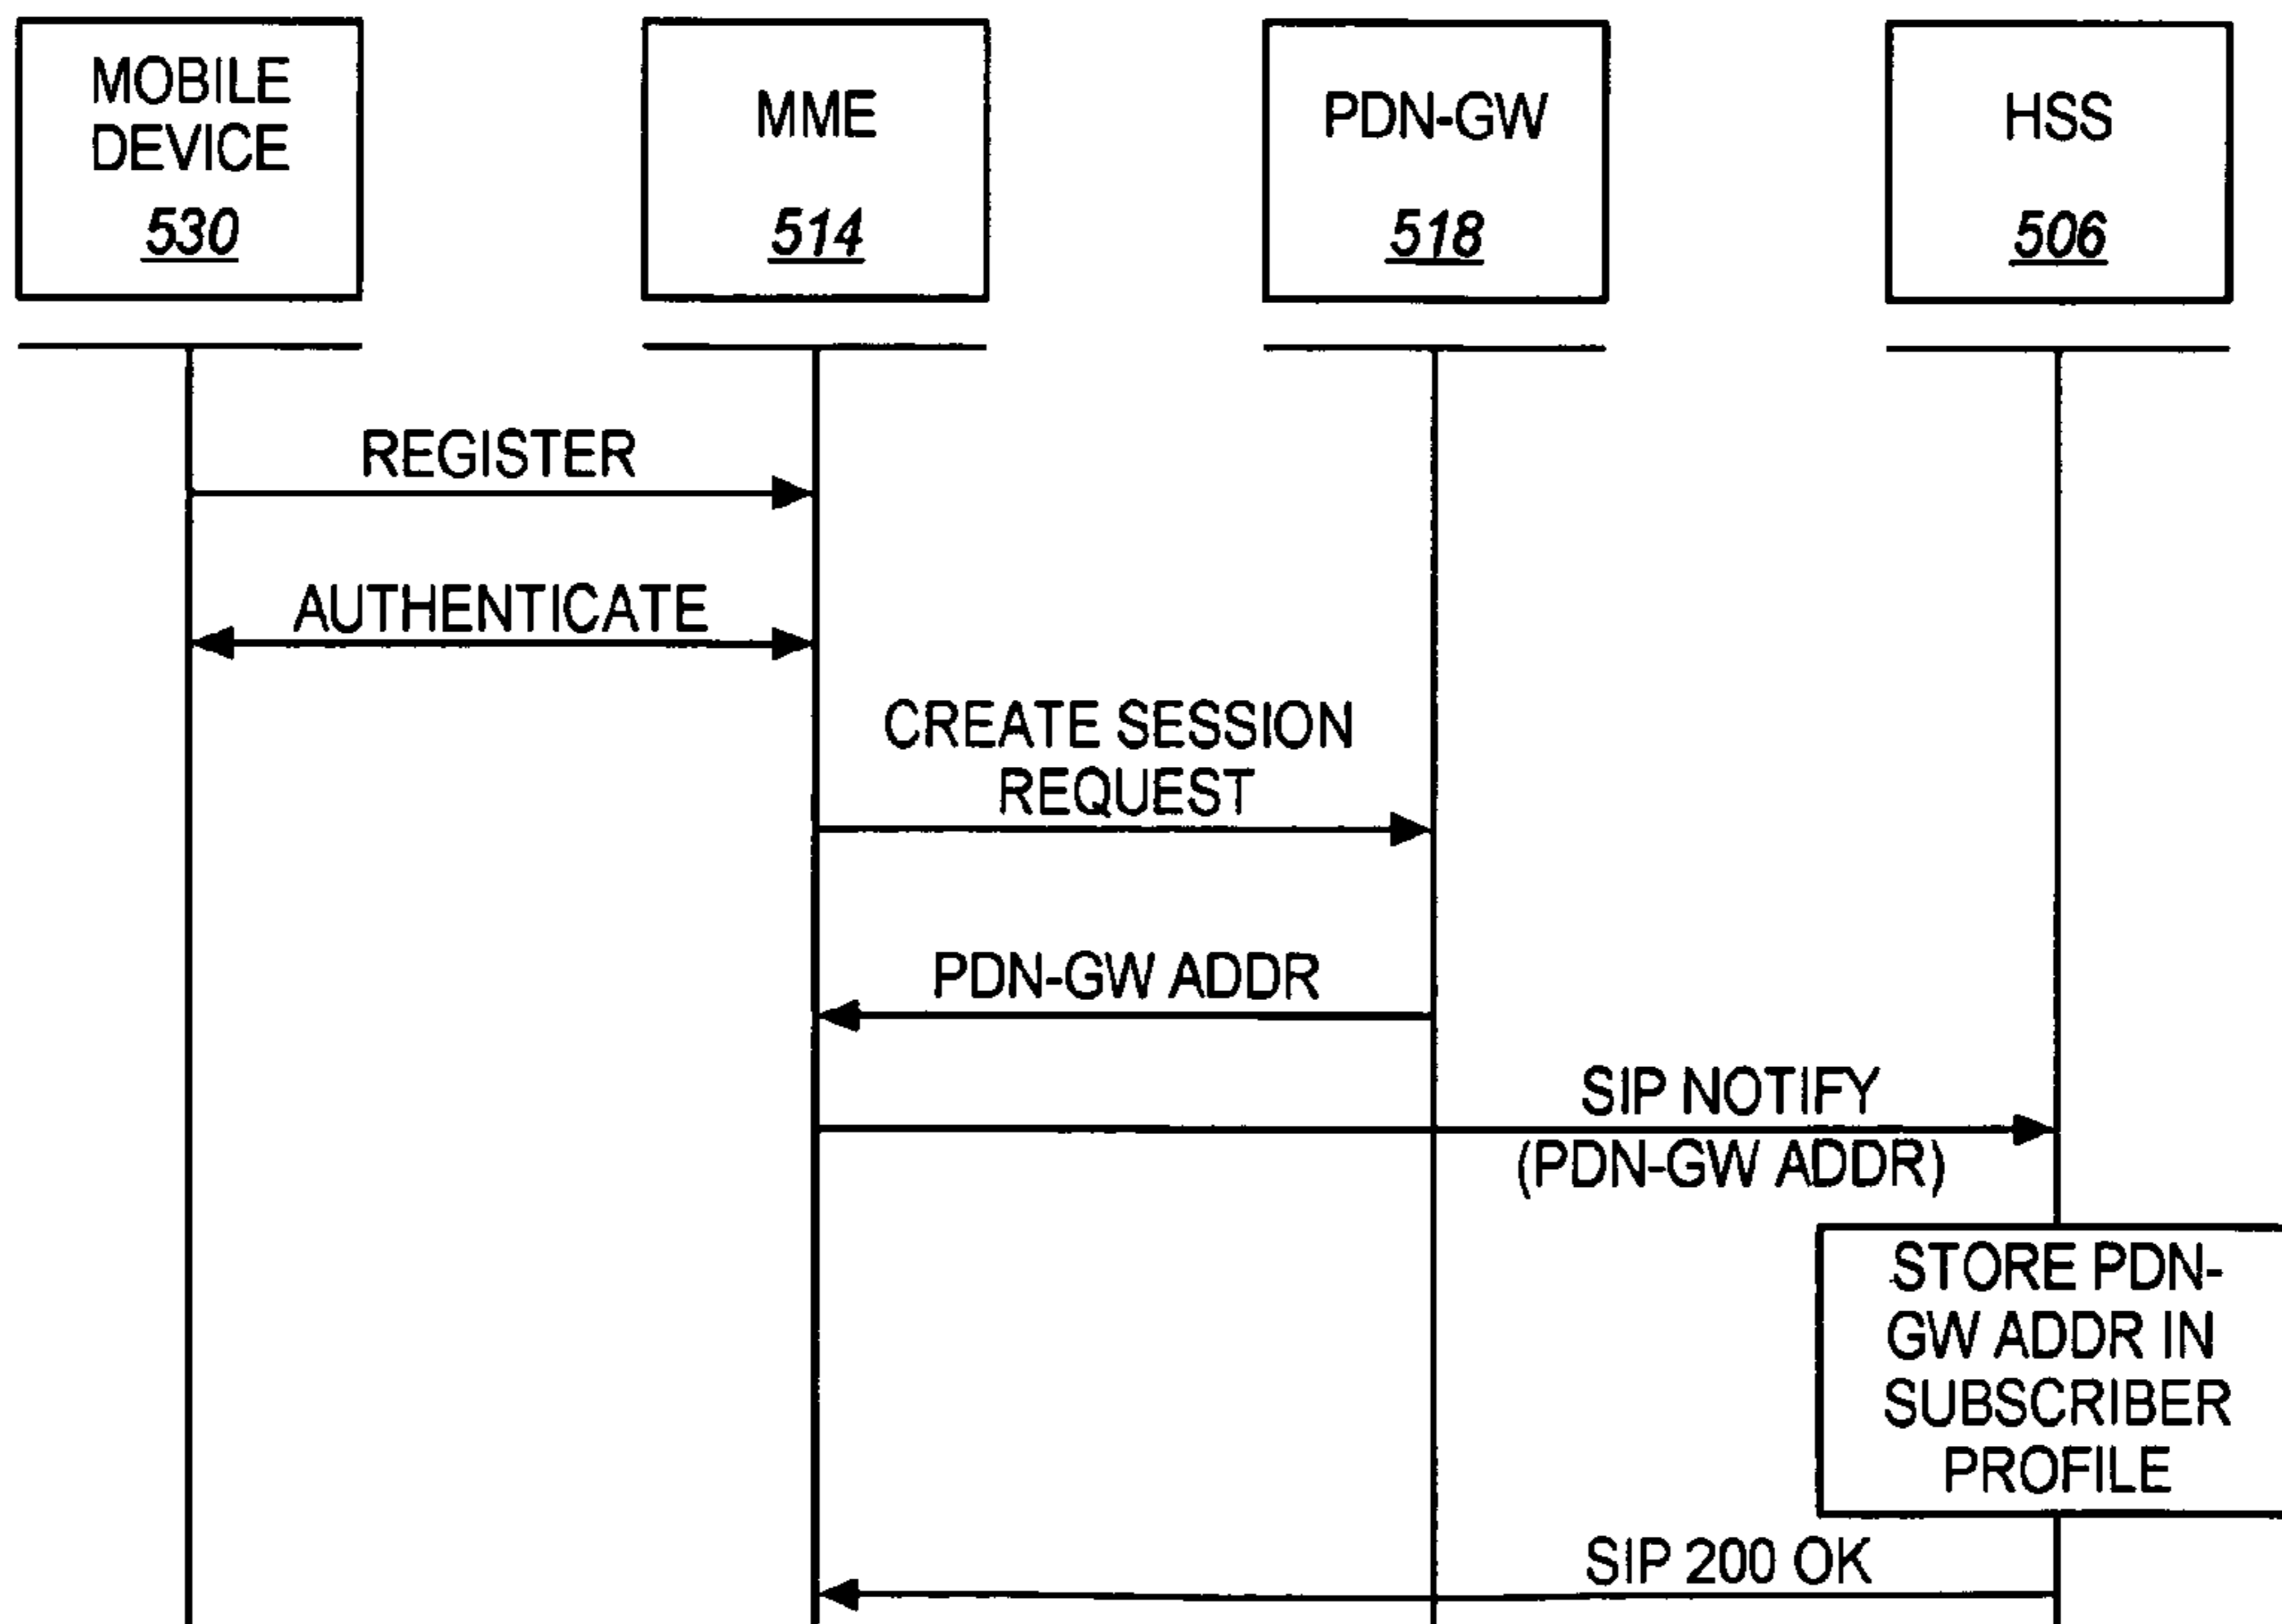 MOBILE
DEVICE
530
MME
514
PDN-GW
518
HSS
506
REGISTER
AUTHENTICATE
CREATE SESSION
REQUEST
PDN-GW ADDR
SIP NOTIFY
(PDN-GW ADDR)
STORE PDN-
GW ADDR IN
SUBSCRIBER
PROFILE
SIP 200 OK